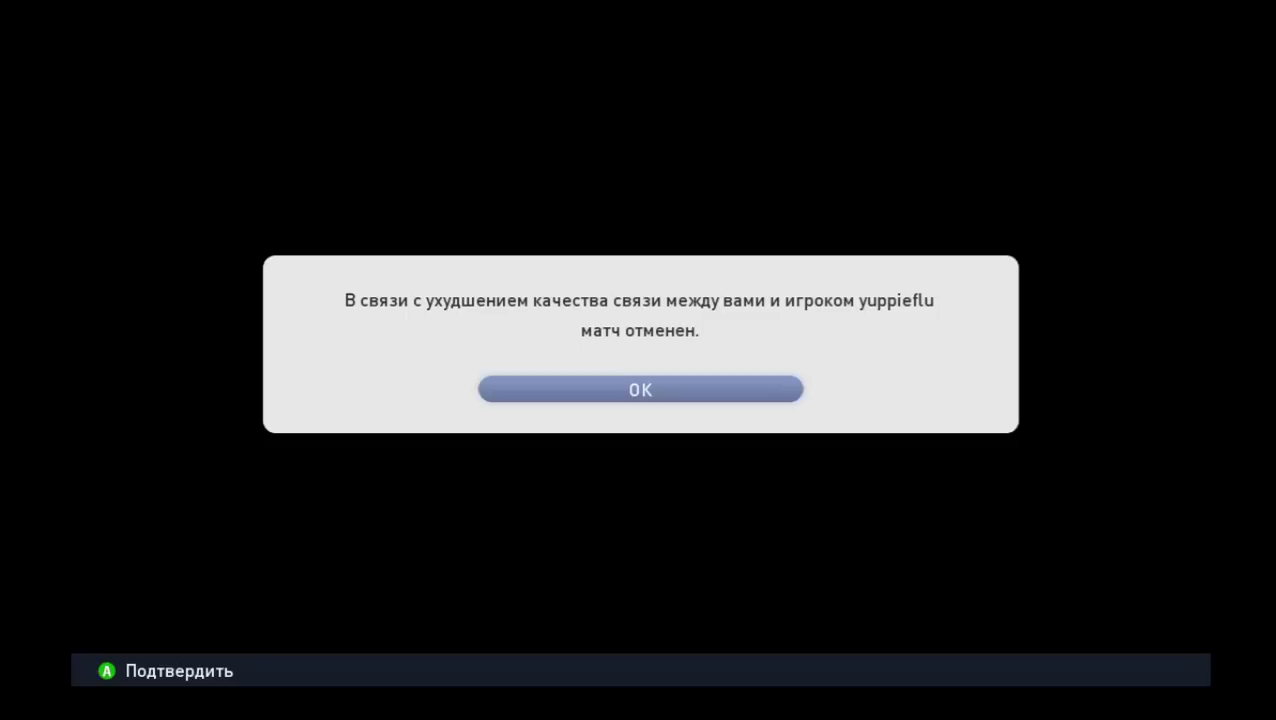 В связи с ухудшением качества связи между вами и игроком yuppieflu
матч отменен.
OK
A Подтвердить